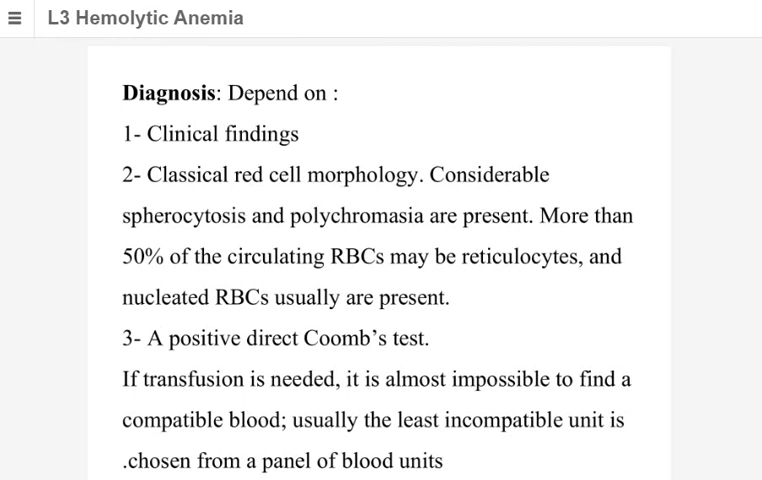 L3 Hemolytic Anemia
Diagnosis: Depend on :
1- Clinical findings
2- Classical red cell morphology. Considerable
spherocytosis and polychromasia are present. More than
50% of the circulating RBCs may be reticulocytes, and
nucleated RBCs usually are present.
3- A positive direct Coomb’s test.
If transfusion is needed, it is almost impossible to find a
compatible blood; usually the least incompatible unit is
.chosen from a panel of blood units